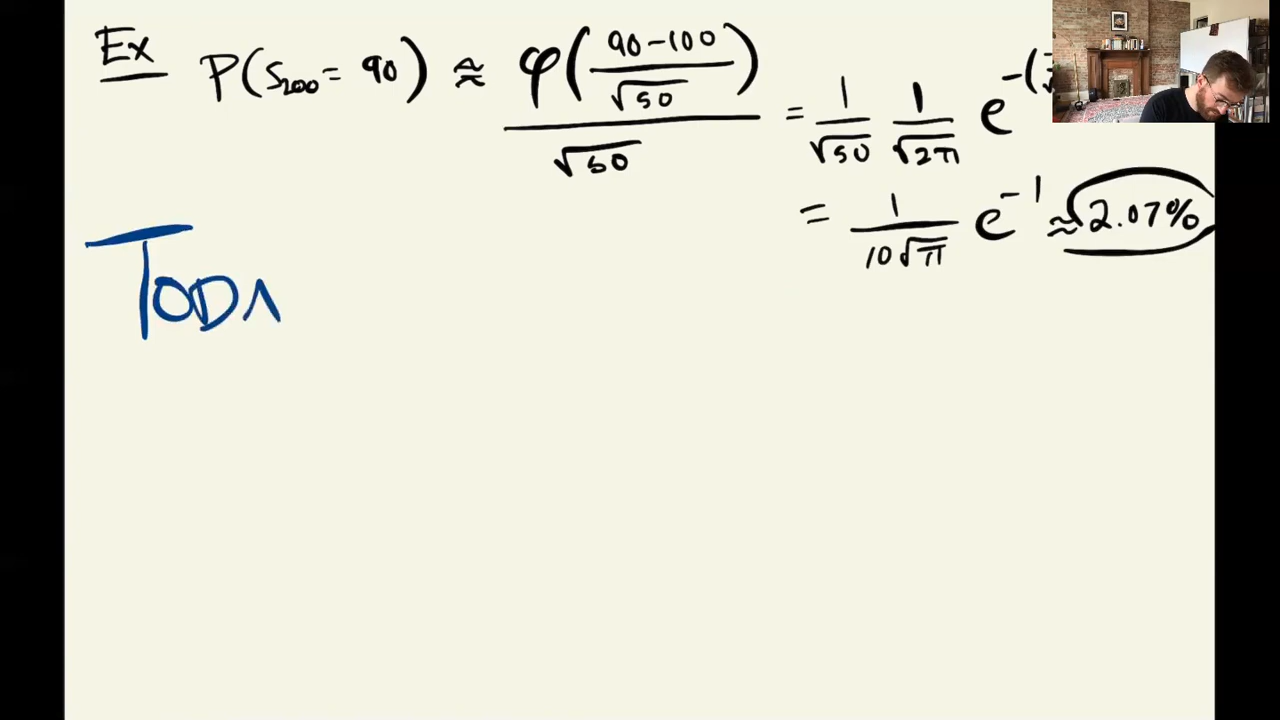 Ex P(S₂₀₀ = 90) ≈ φ((90-100)/√50)/√50 = 1/√50 1/√2π e^-(√
= 1/(10√π) e^-1 ≈ 2.07%
TODA